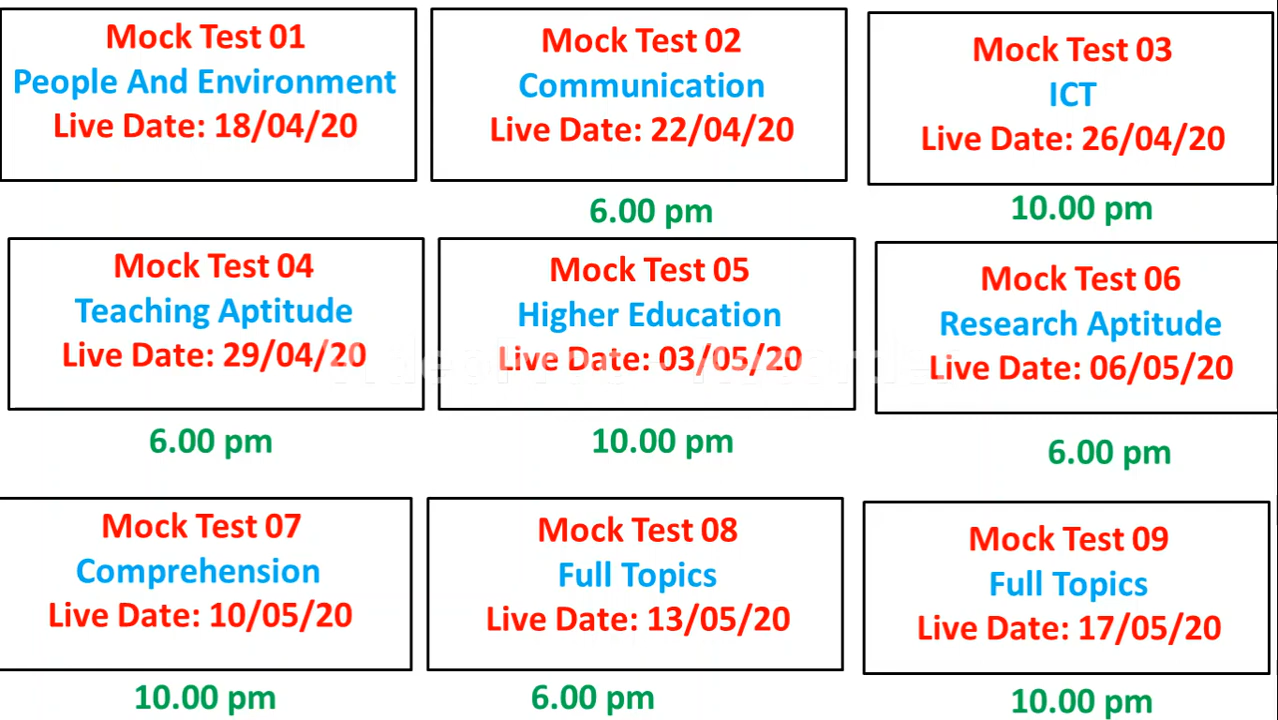 Mock Test 01
People And Environment
Live Date: 18/04/20
Mock Test 02
Communication
Live Date: 22/04/20
6.00 pm
Mock Test 03
ICT
Live Date: 26/04/20
10.00 pm
Mock Test 04
Teaching Aptitude
Live Date: 29/04/20
6.00 pm
Mock Test 05
Higher Education
Live Date: 03/05/20
10.00 pm
Mock Test 06
Research Aptitude
Live Date: 06/05/20
6.00 pm
Mock Test 07
Comprehension
Live Date: 10/05/20
10.00 pm
Mock Test 08
Full Topics
Live Date: 13/05/20
6.00 pm
Mock Test 09
Full Topics
Live Date: 17/05/20
10.00 pm